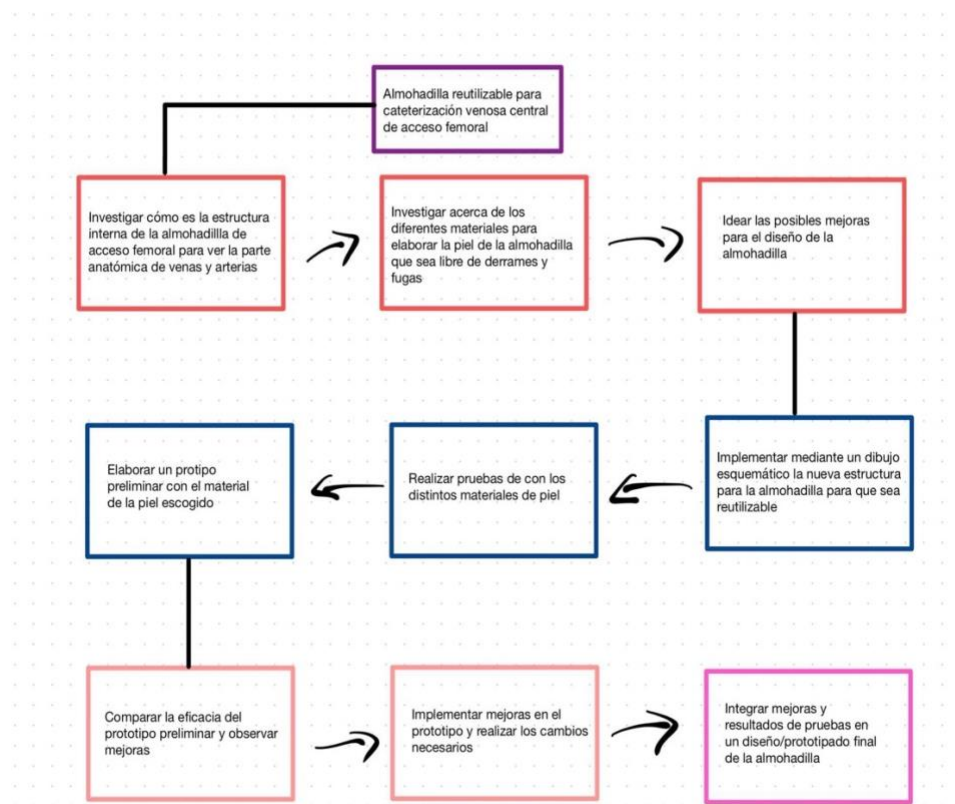 Almohadilla reutilizable para
cateterización venosa central
de acceso femoral
Investigar cómo es la estructura
interna de la almohadillla de
acceso femoral para ver la parte
anatómica de venas y arterias
Investigar acerca de los
diferentes materiales para
elaborar la piel de la almohadilla
que sea libre de derrames y
fugas
Idear las posibles mejoras
para el diseño de la
almohadilla
Implementar mediante un dibujo
esquemático la nueva estructura
para la almohadilla para que sea
reutilizable
Realizar pruebas de con los
distintos materiales de piel
Elaborar un protipo
preliminar con el material
de la piel escogido
Comparar la eficacia del
prototipo preliminar y observar
mejoras
Implementar mejoras en el
prototipo y realizar los cambios
necesarios
Integrar mejoras y
resultados de pruebas en
un diseño/prototipado final
de la almohadilla